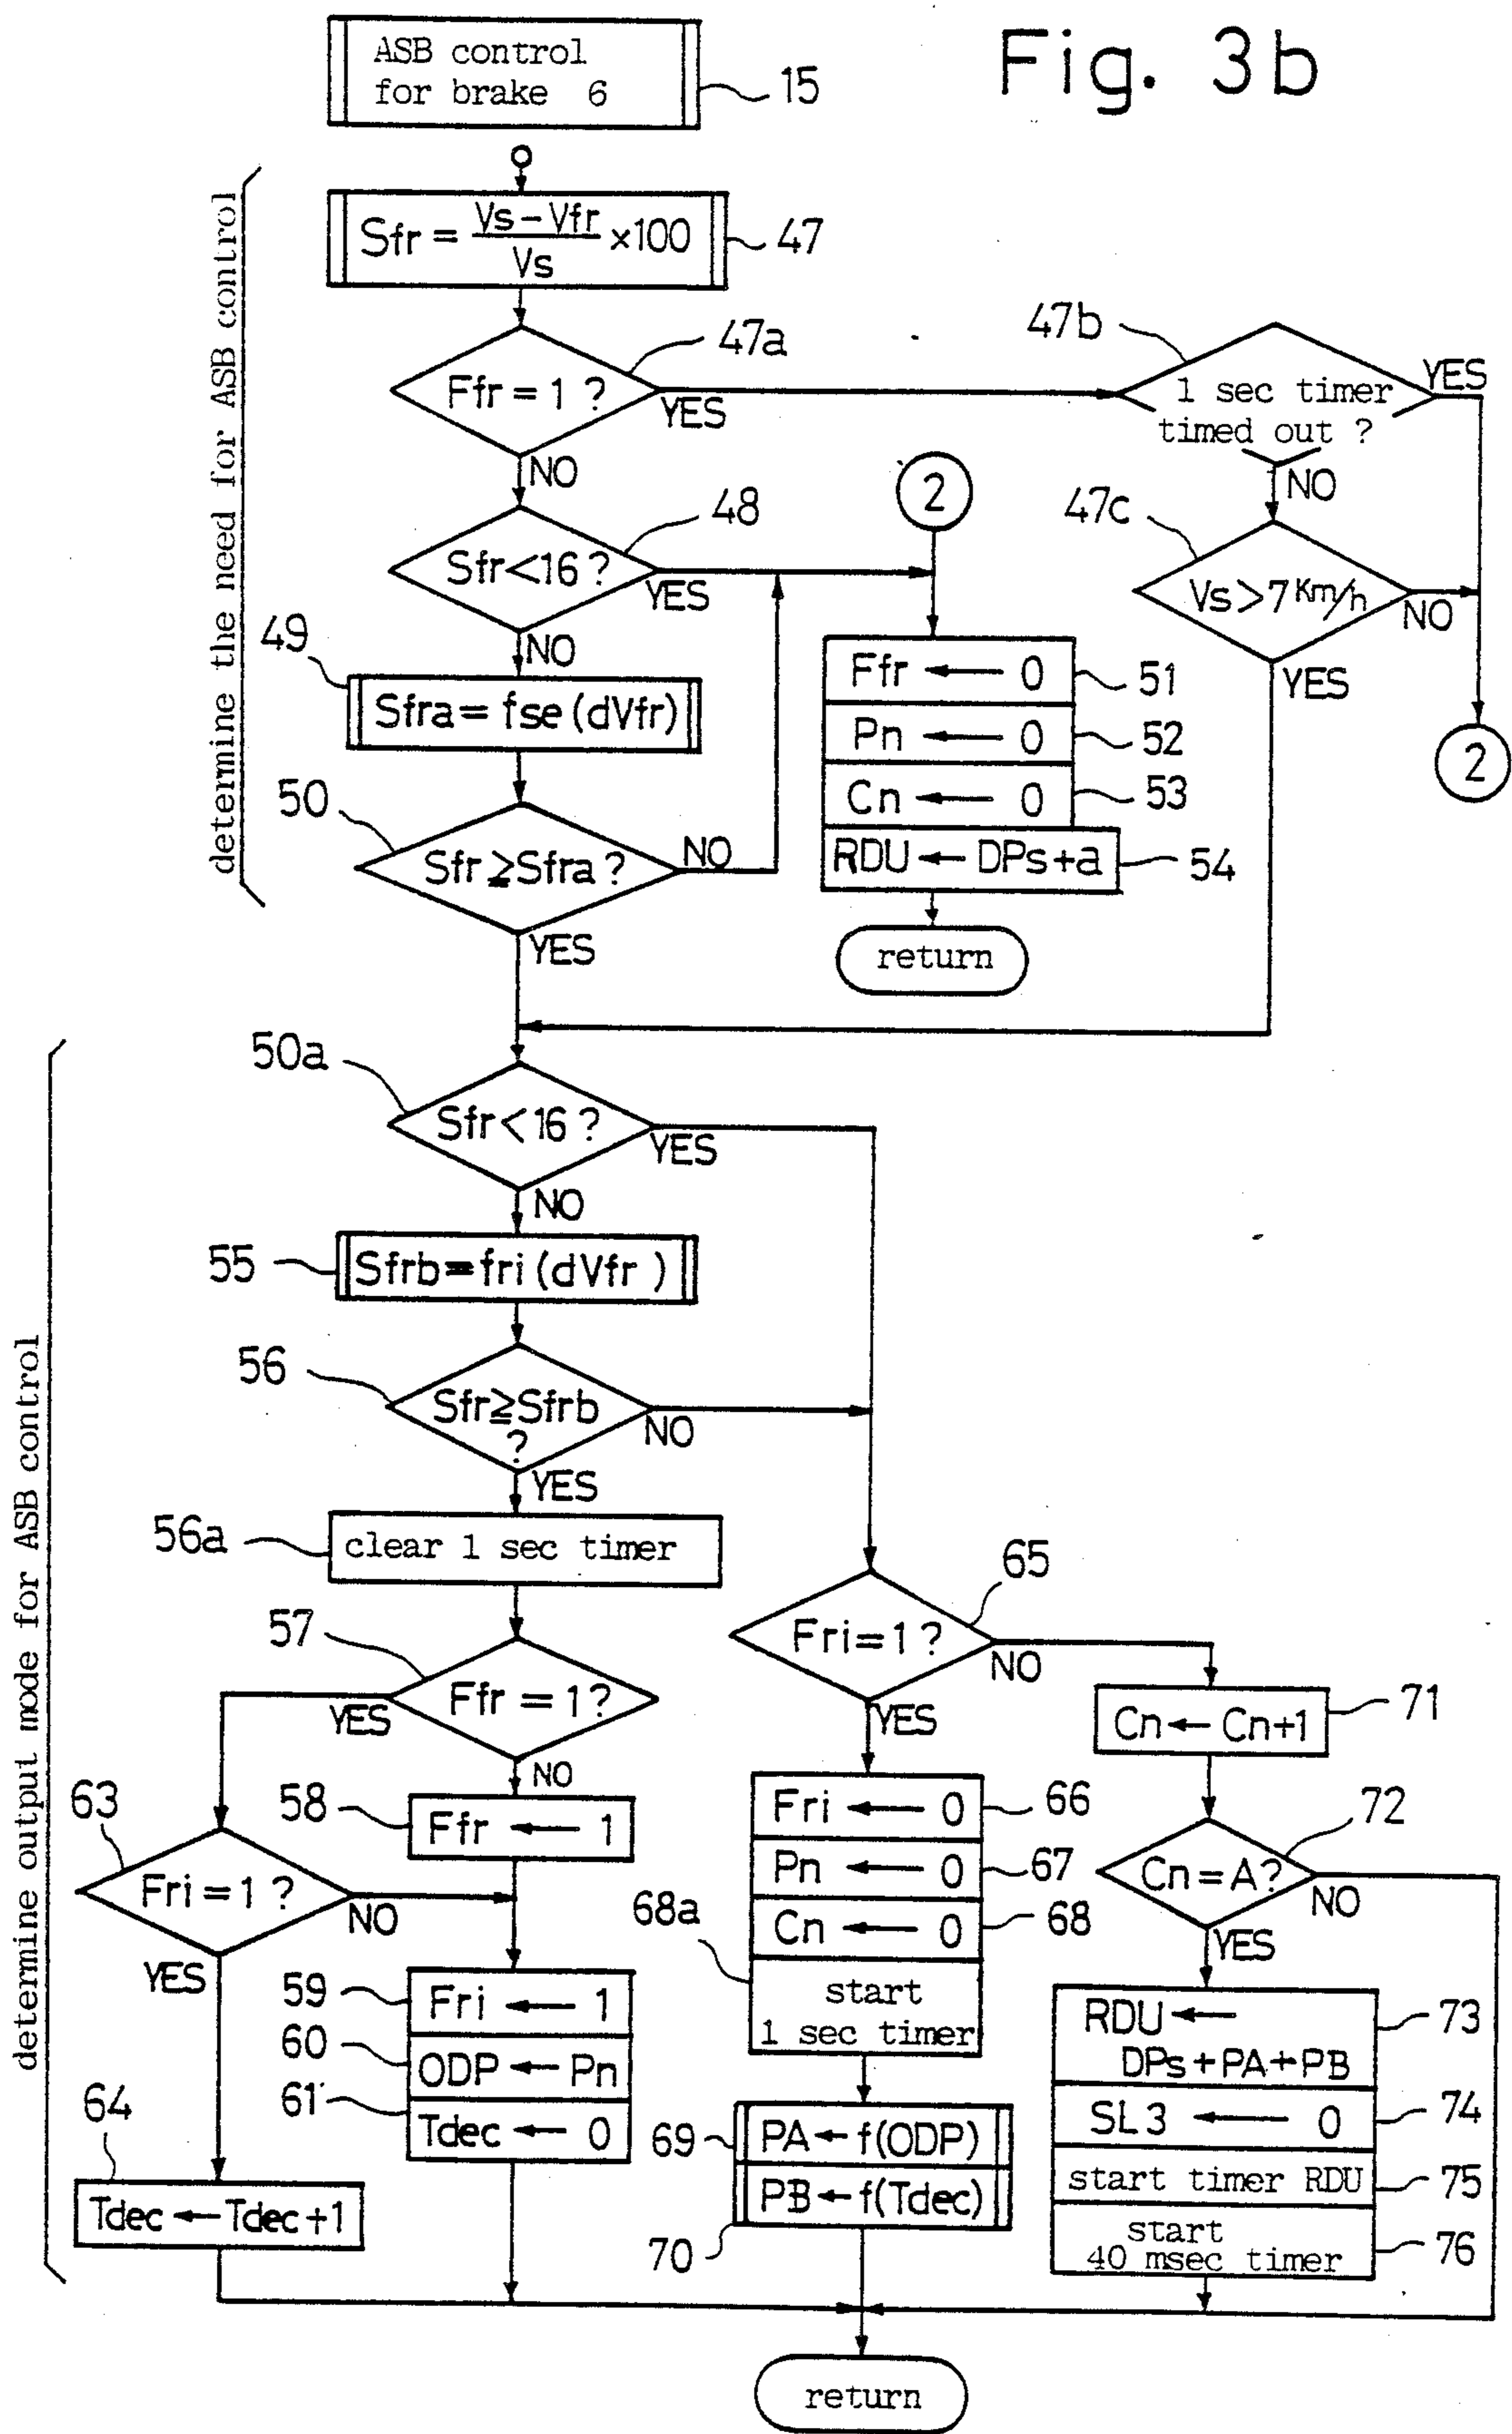 Fig. 3b
ASB control
for brake 6
15
determine the need for ASB control
Sfr = Vs - Vfr / Vs ×100
47
Ffr = 1 ?
47a
YES
NO
47b
1 sec timer
timed out ?
YES
NO
Sfr<16 ?
48
YES
NO
2
47c
Vs>7 Km/h
NO
YES
2
49
Sfra= fse (dVfr)
50
Sfr≧Sfra ?
NO
YES
Ffr ← 0
51
Pn ← 0
52
Cn ← 0
53
RDU ← DPs+a
54
return
determine output mode for ASB control
50a
Sfr<16 ?
YES
NO
55
Sfrb=fri (dVfr )
56
Sfr≧Sfrb
?
NO
YES
56a
clear 1 sec timer
57
Ffr = 1?
YES
NO
58
Ffr ← 1
63
Fri = 1 ?
NO
YES
59
Fri ← 1
60
ODP ← Pn
61
Tdec ← 0
64
Tdec ← Tdec+1
65
Fri=1 ?
NO
YES
Fri ← 0
66
Pn ← 0
67
Cn ← 0
68
68a
start
1 sec timer
69
PA ← f(ODP)
PB ← f(Tdec)
70
71
Cn ← Cn+1
72
Cn = A?
NO
YES
RDU ←
DPs+PA+PB
73
SL3 ← 0
74
start timer RDU
75
start
40 msec timer
76
return